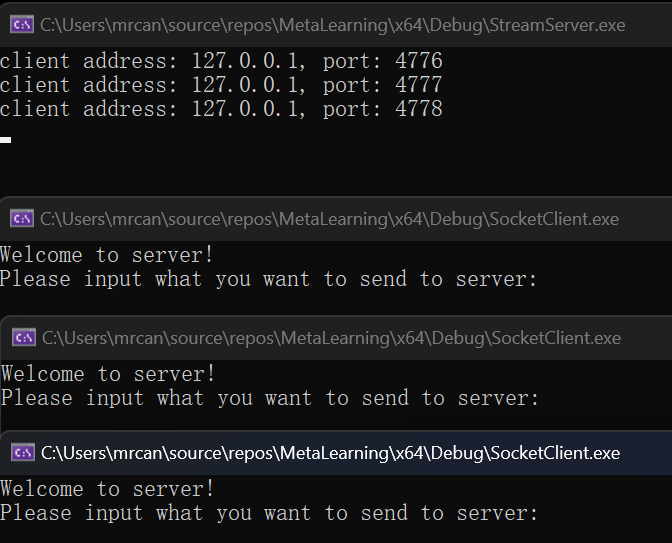 C:\Users\mrcan\source\repos\MetaLearning\x64\Debug\StreamServer.exe
client address: 127.0.0.1, port: 4776
client address: 127.0.0.1, port: 4777
client address: 127.0.0.1, port: 4778
C:\Users\mrcan\source\repos\MetaLearning\x64\Debug\SocketClient.exe
Welcome to server!
Please input what you want to send to server:
C:\Users\mrcan\source\repos\MetaLearning\x64\Debug\SocketClient.exe
Welcome to server!
Please input what you want to send to server:
C:\Users\mrcan\source\repos\MetaLearning\x64\Debug\SocketClient.exe
Welcome to server!
Please input what you want to send to server: